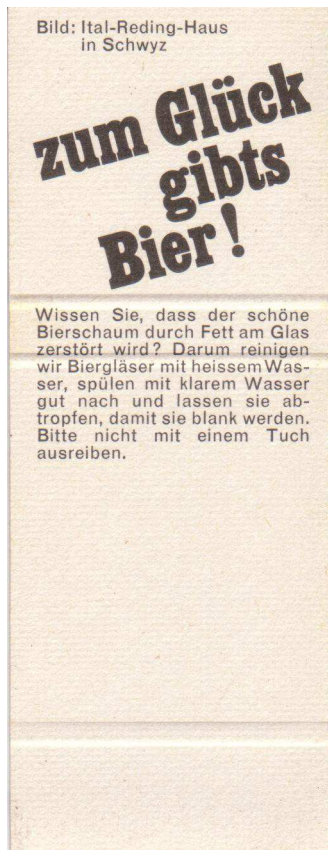 Bild: Ital-Reding-Haus
in Schwyz
zum Glück
gibts
Bier!
Wissen Sie, dass der schöne
Bierschaum durch Fett am Glas
zerstört wird? Darum reinigen
wir Biergläser mit heissem Was-
ser, spülen mit klarem Wasser
gut nach und lassen sie ab-
tropfen, damit sie blank werden.
Bitte nicht mit einem Tuch
ausreiben.